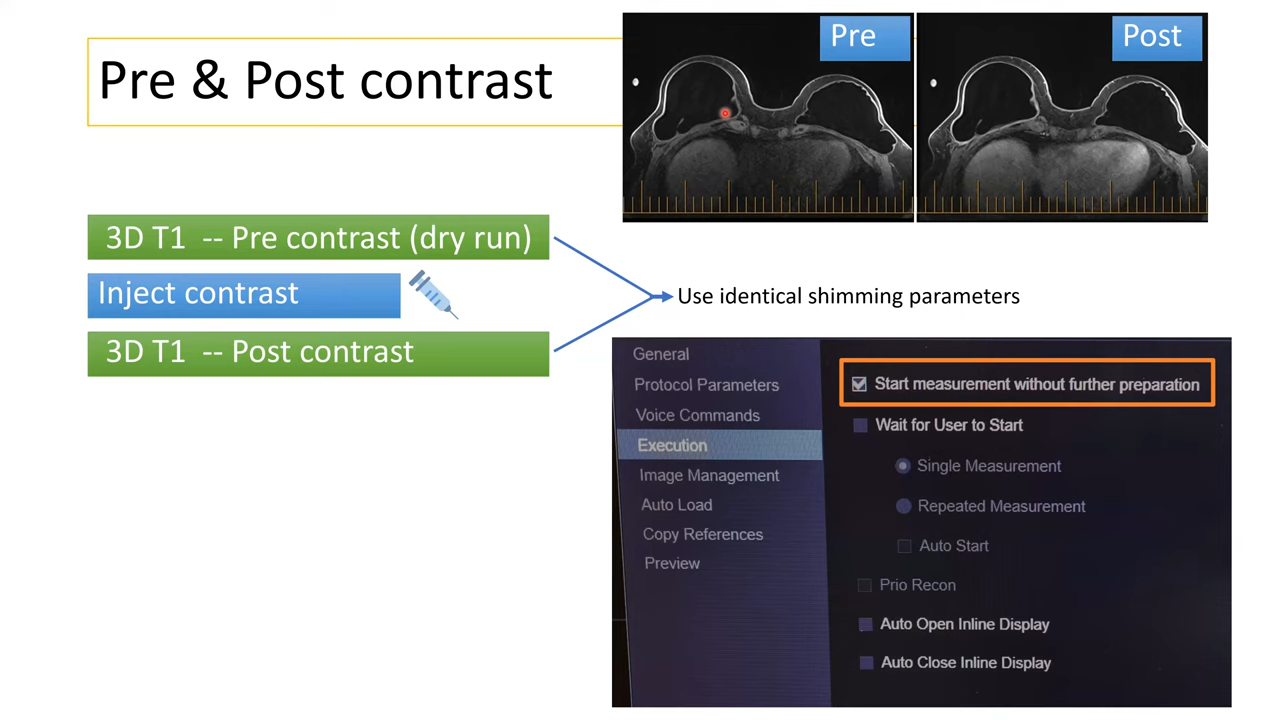 Pre & Post contrast
Pre
Post
3D T1 -- Pre contrast (dry run)
Inject contrast
3D T1 -- Post contrast
Use identical shimming parameters
General
Protocol Parameters
Voice Commands
Execution
Image Management
Auto Load
Copy References
Preview
Start measurement without further preparation
Wait for User to Start
Single Measurement
Repeated Measurement
Auto Start
Prio Recon
Auto Open Inline Display
Auto Close Inline Display